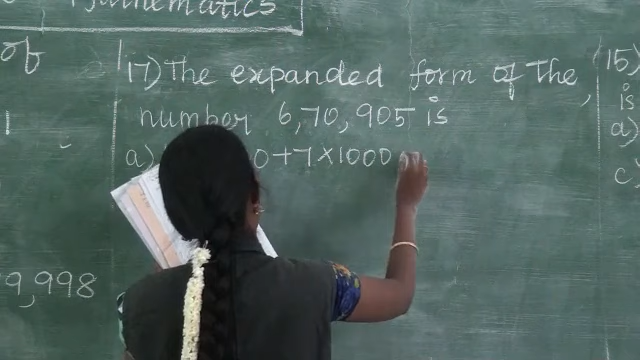 Mathematics
of
17) The expanded form of the
number 6,70,905 is
a) 0+7×1000
9,998
15)
is
a)
c)